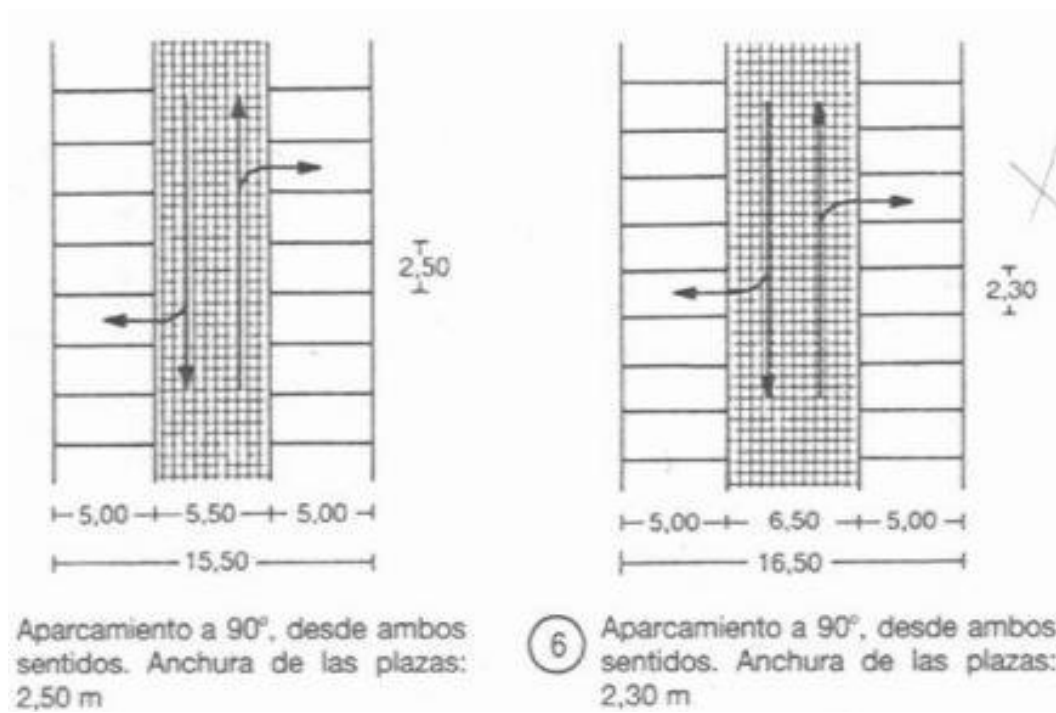 2,50
2,30
5,00 5,50 5,00
15,50
5,00 6,50 5,00
16,50
Aparcamiento a 90º, desde ambos
sentidos. Anchura de las plazas:
2,50 m
6
Aparcamiento a 90º, desde ambos
sentidos. Anchura de las plazas:
2,30 m